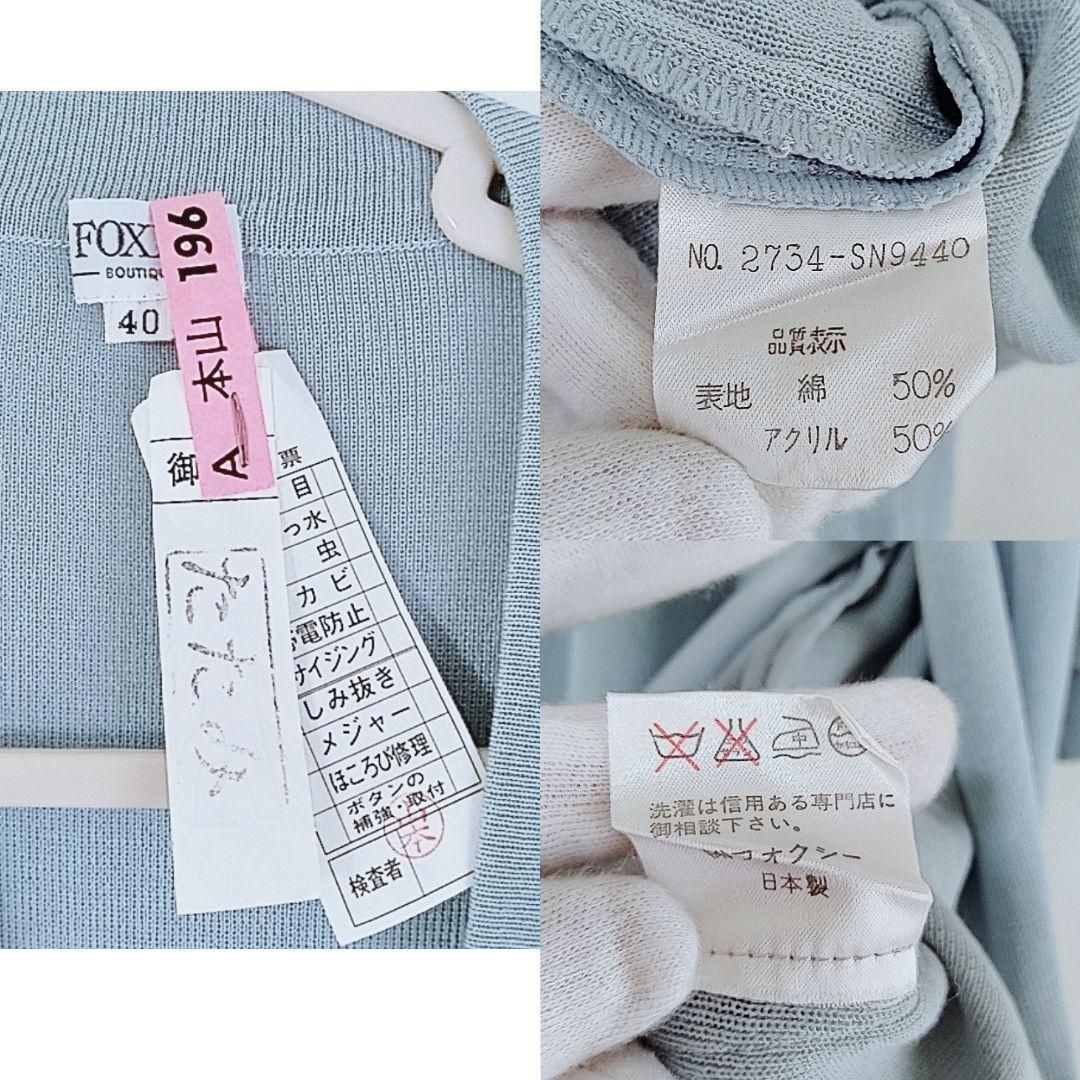 BOUTIQU
40
A 本山 196
御 票
目
っ水
虫
カビ
電防止
サイジング
しみ抜き
メジャー
ほころび修理
ボタンの
補強・取付
検査者
NO. 2734-SN9440
品質表示
表地 綿 50%
アクリル 50%
中
洗濯は信用ある専門店に
御相談下さい。
フォクシー
日本製